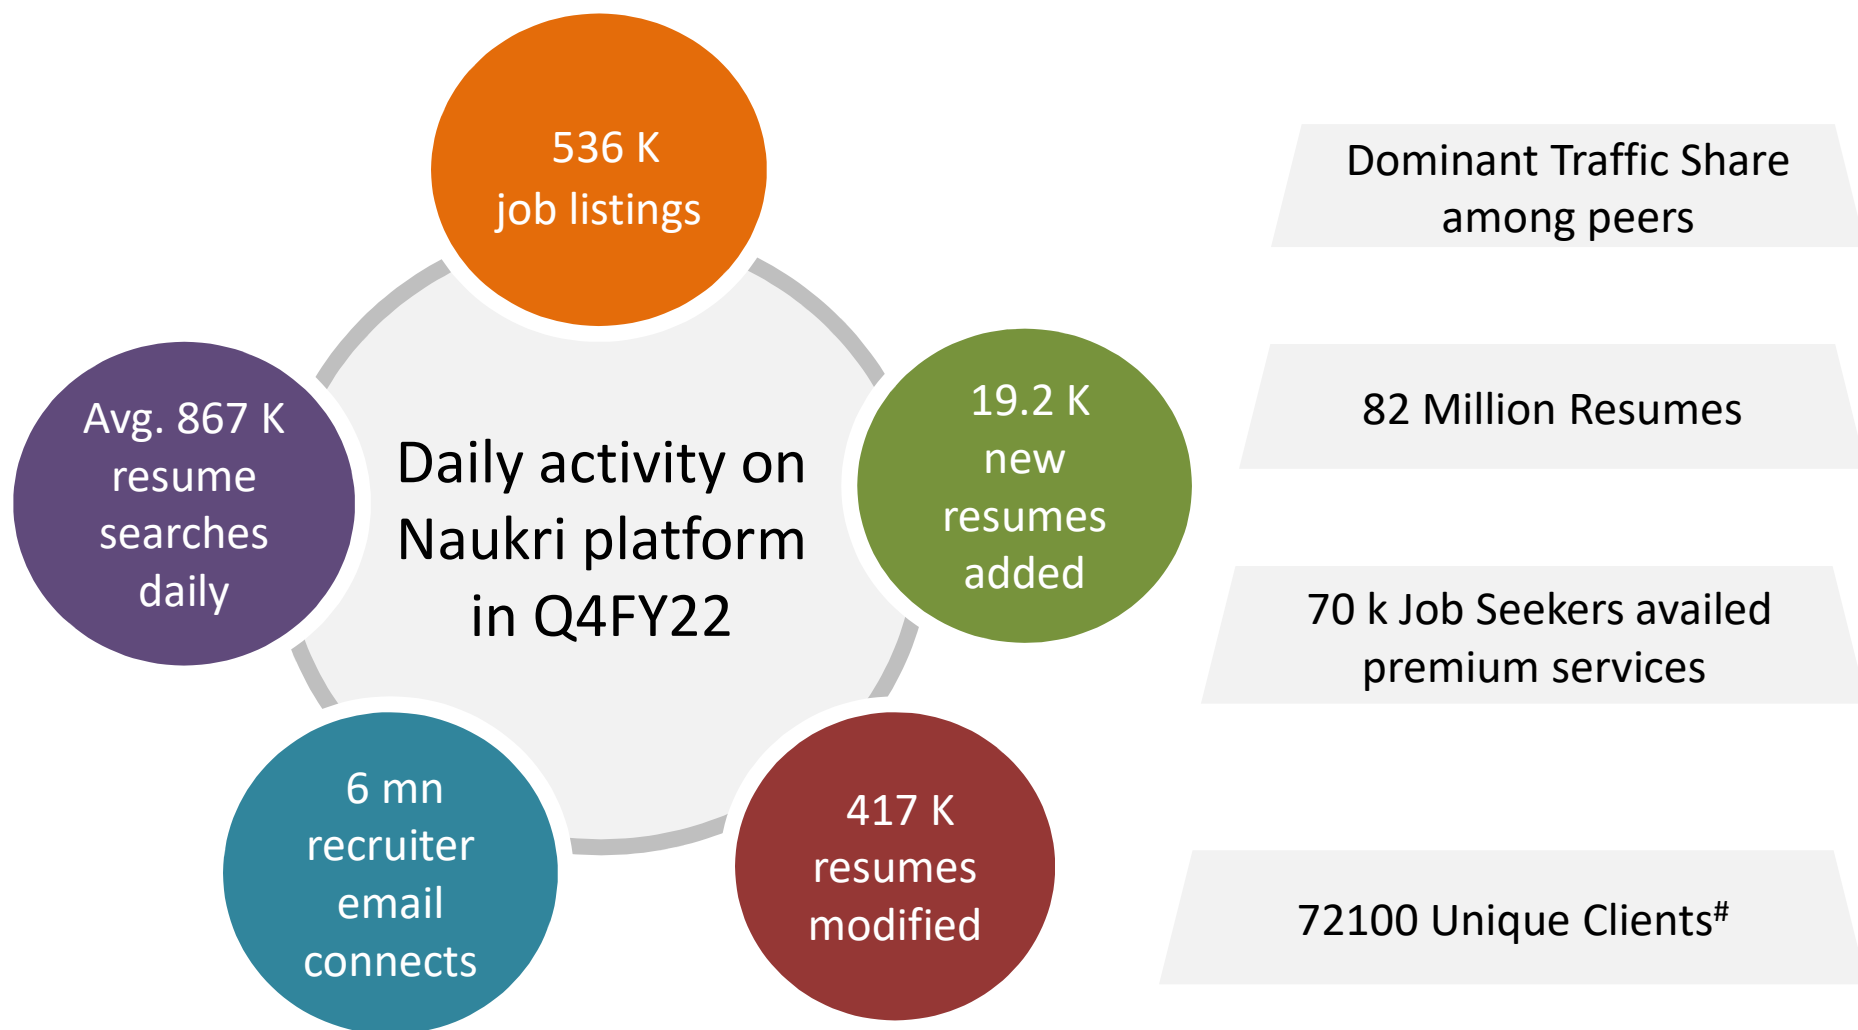 536 K
job listings
19.2 K
new
resumes
added
417 K
resumes
modified
6 mn
recruiter
email
connects
Avg. 867 K
resume
searches
daily
Daily activity on
Naukri platform
in Q4FY22
Dominant Traffic Share
among peers
82 Million Resumes
70 k Job Seekers availed
premium services
72100 Unique Clients#